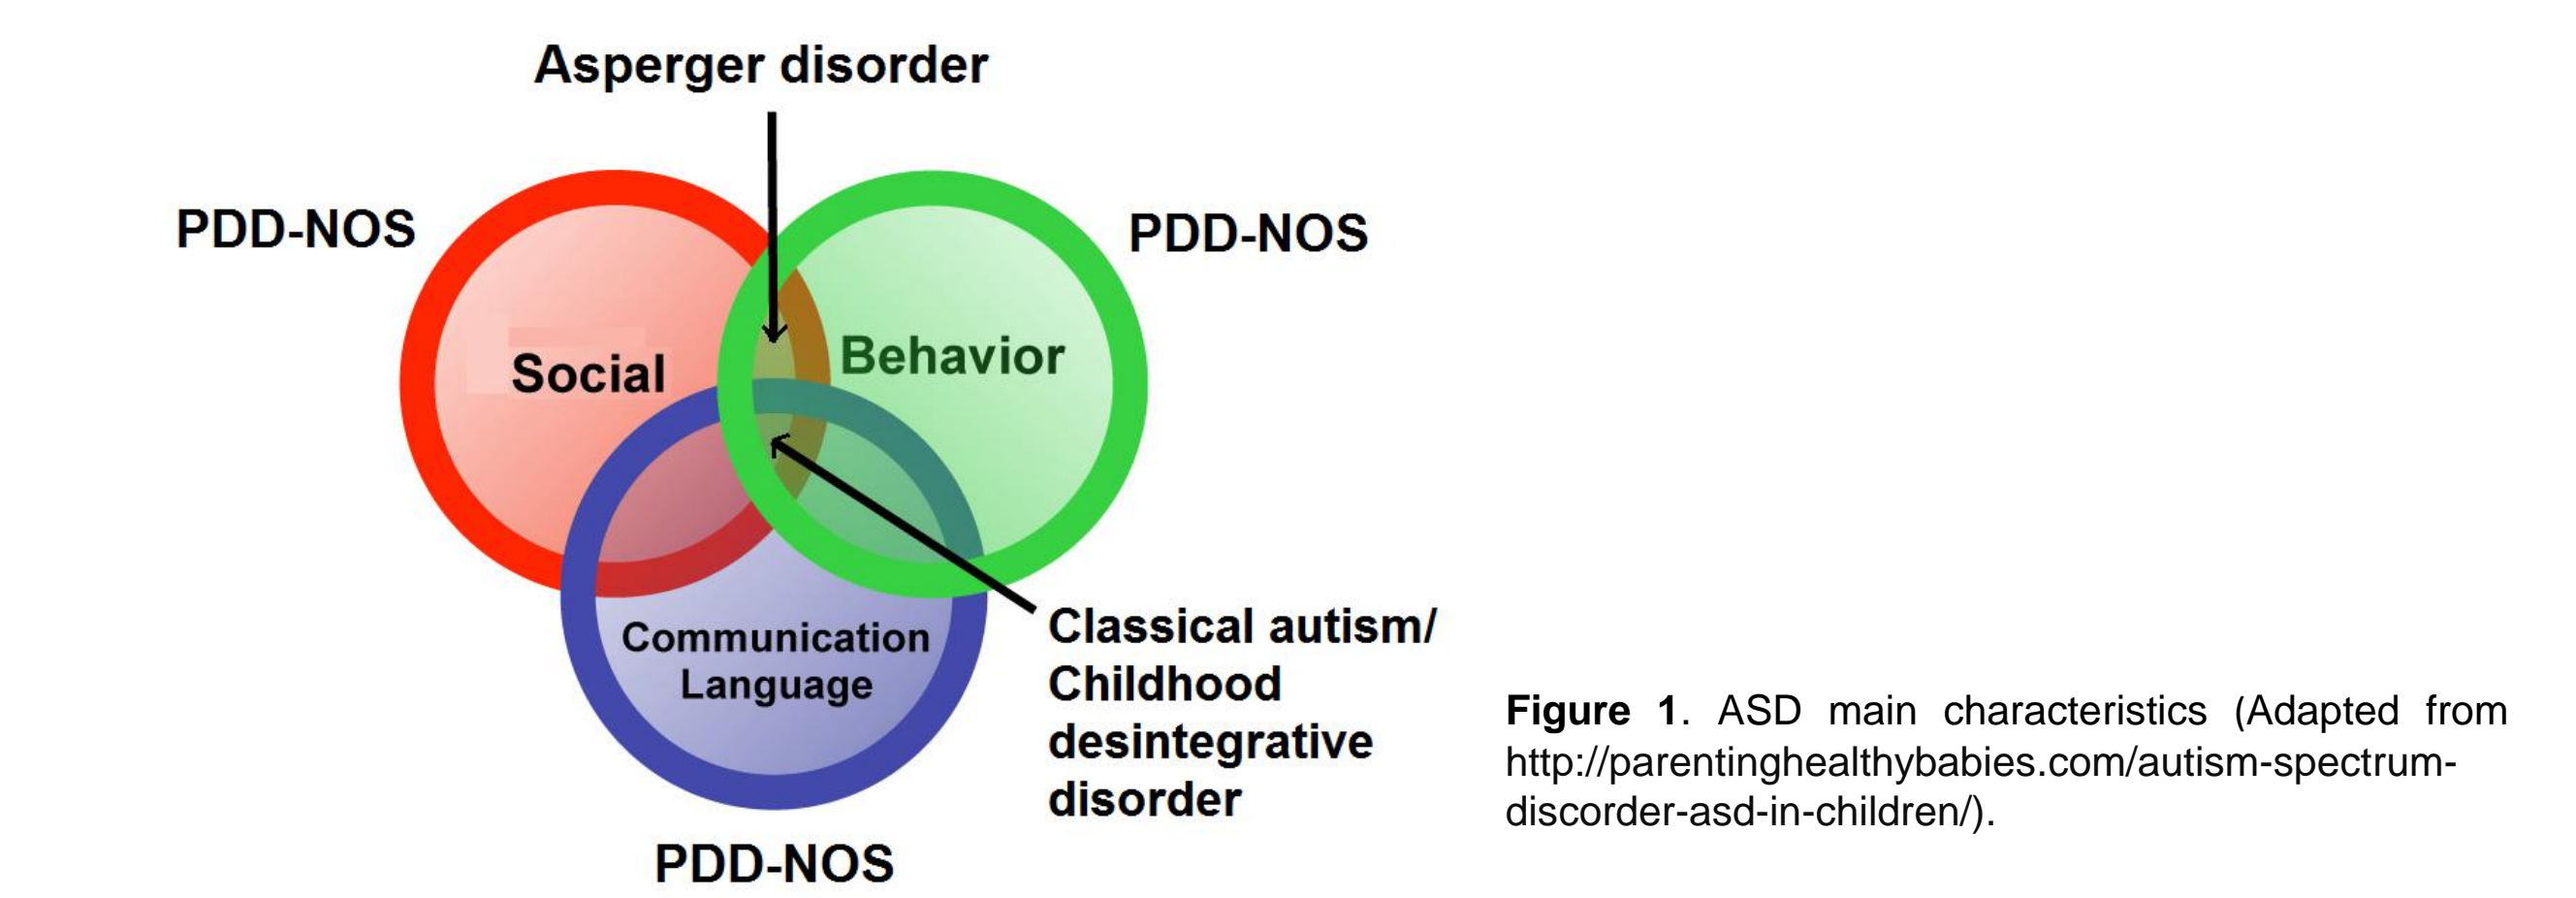 Asperger disorder
PDD-NOS
PDD-NOS
Social
Behavior
Communication
Language
Classical autism/
Childhood
desintegrative
disorder
PDD-NOS
Figure 1. ASD main characteristics (Adapted from
http://parentinghealthybabies.com/autism-spectrum-
discorder-asd-in-children/).